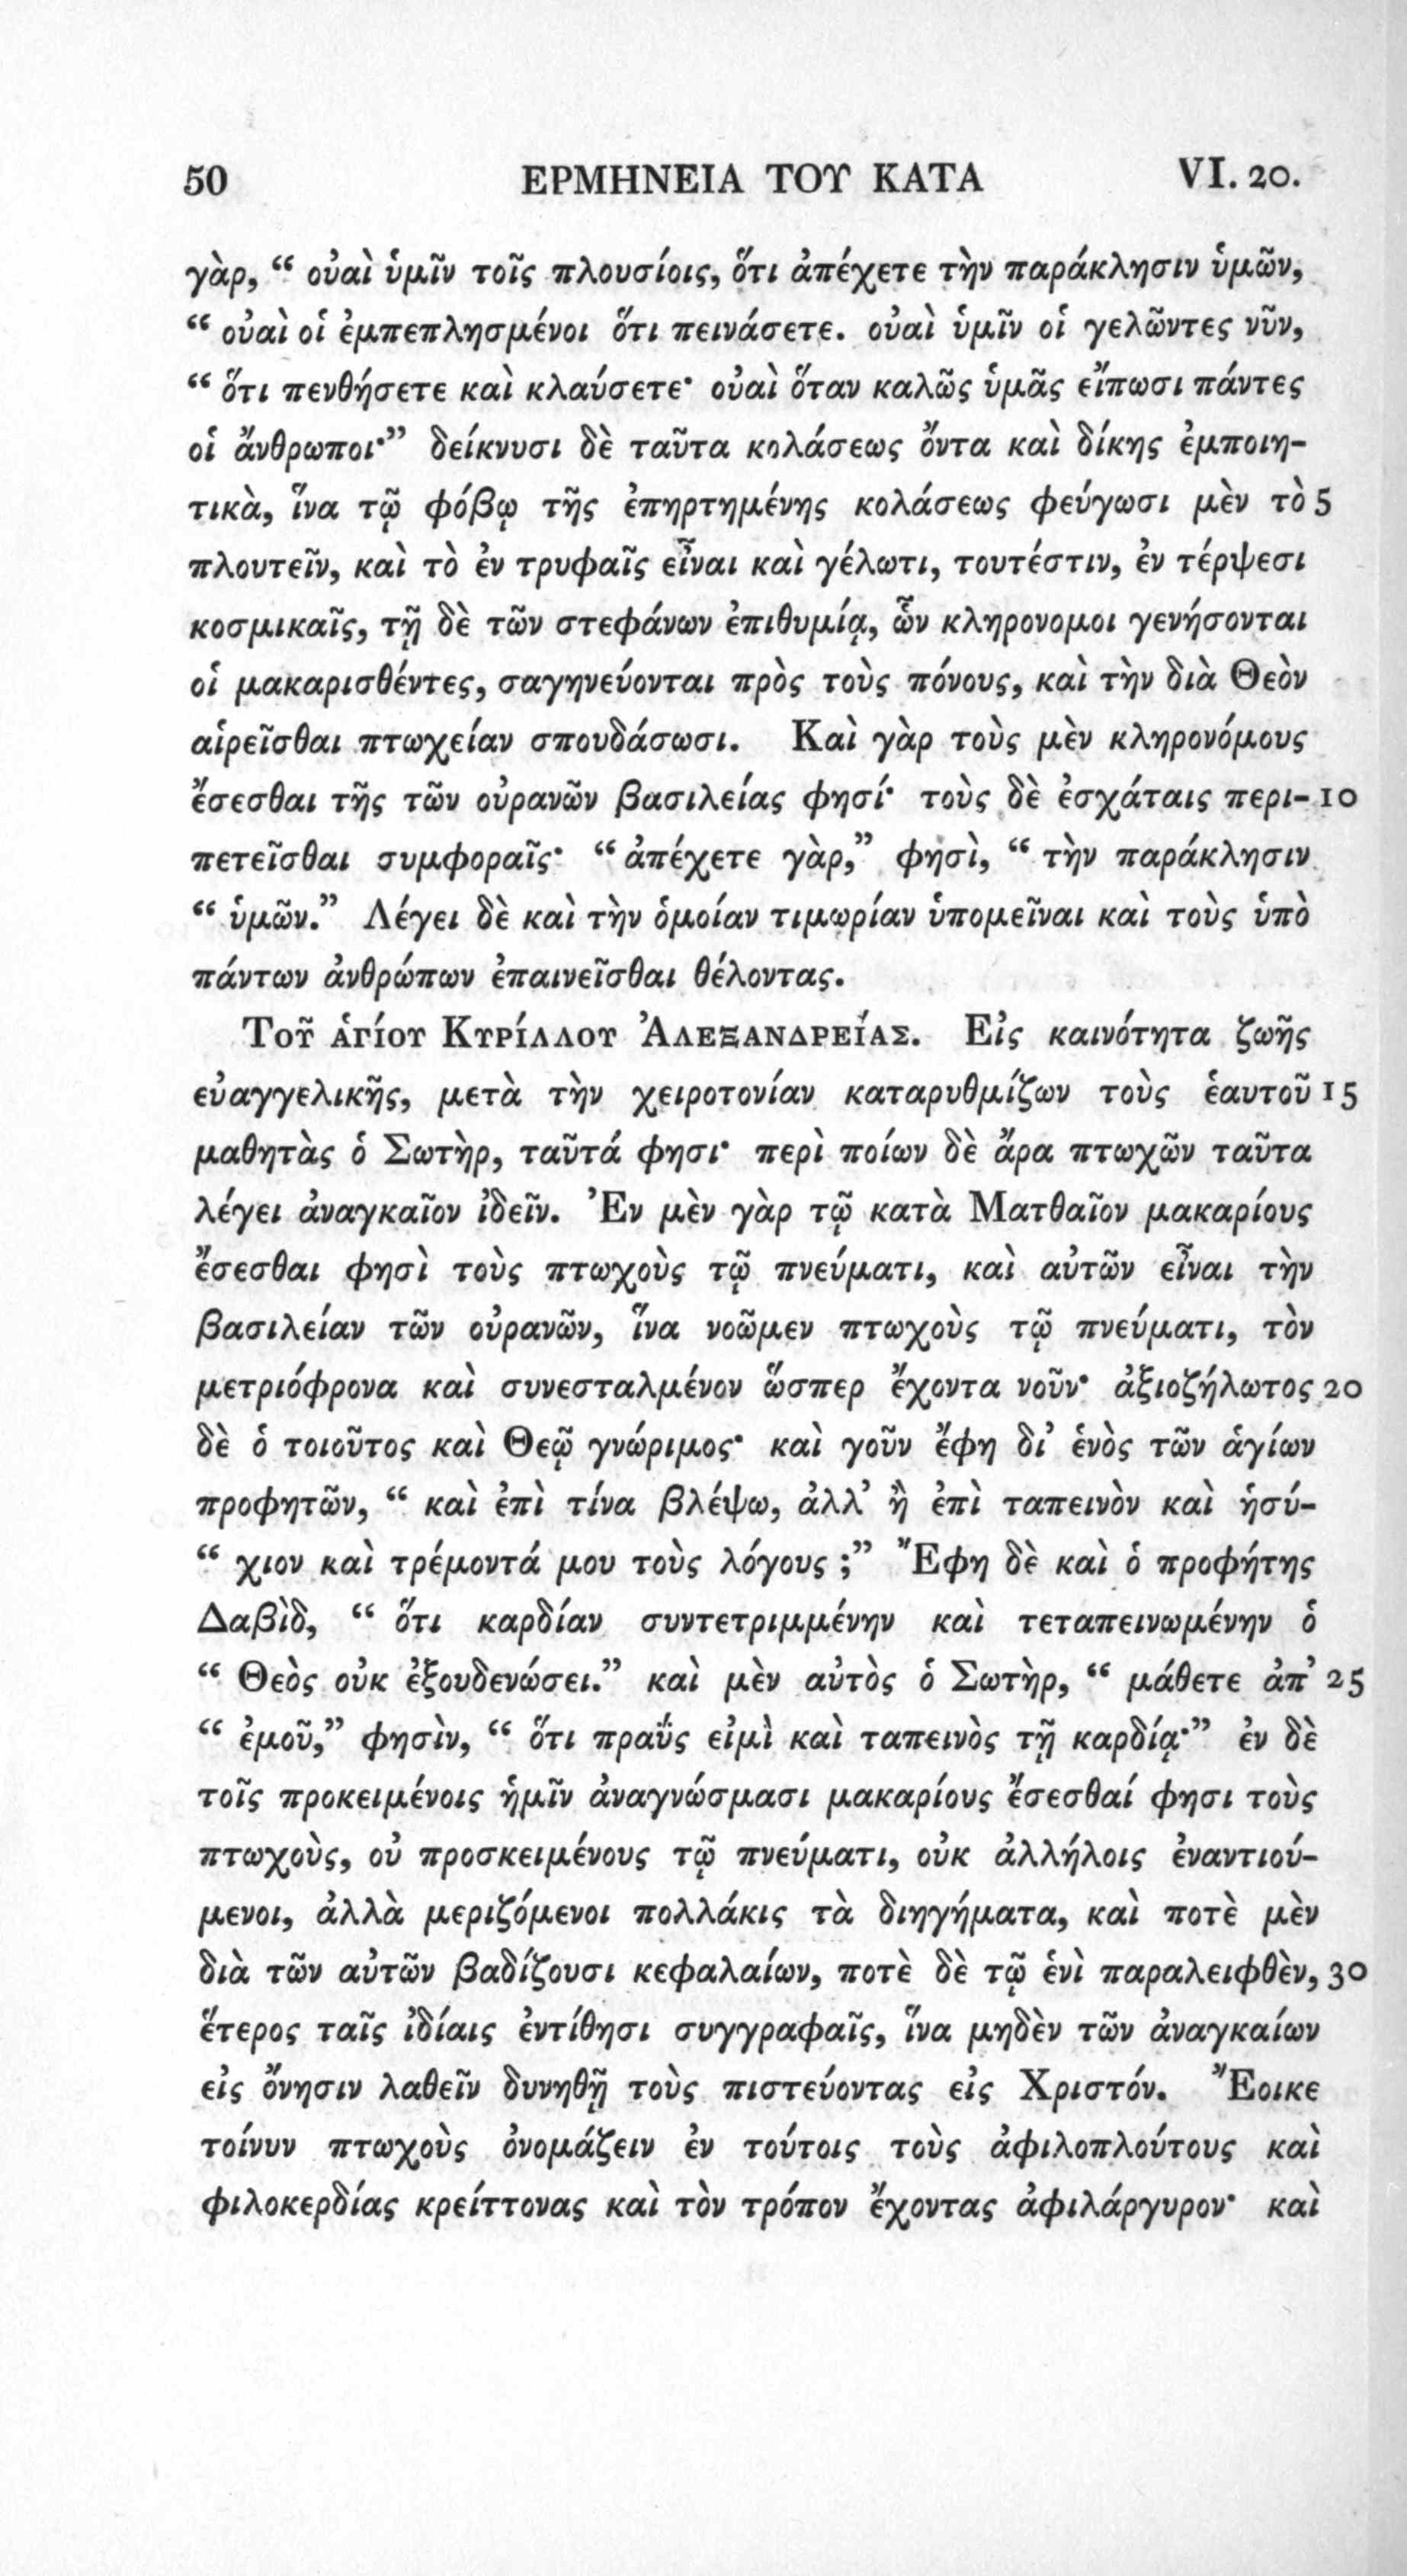 50 ΕΡΜΗΝΕΙΑ ΤΟΥ ΚΑΤΑ VI. 20.
γὰρ, “ οὐαὶ ὑμῖν τοῖς πλουσίοις, ὅτι ἀπέχετε τὴν παράκλησιν ὑμῶν,
“ οὐαὶ οἱ ἐμπεπλησμένοι ὅτι πεινάσετε. οὐαὶ ὑμῖν οἱ γελῶντες νῦν,
“ ὅτι πενθήσετε καὶ κλαύσετε· οὐαὶ ὅταν καλῶς ὑμᾶς εἴπωσι πάντες
οἱ ἄνθρωποι·” δείκνυσι δὲ ταῦτα κολάσεως ὄντα καὶ δίκης ἐμποιη-
τικὰ, ἵνα τῷ φόβῳ τῆς ἐπηρτημένης κολάσεως φεύγωσι μὲν τὸ 5
πλουτεῖν, καὶ τὸ ἐν τρυφαῖς εἶναι καὶ γέλωτι, τουτέστιν, ἐν τέρψεσι
κοσμικαῖς, τῇ δὲ τῶν στεφάνων ἐπιθυμίᾳ, ὧν κληρονομοι γενήσονται
οἱ μακαρισθέντες, σαγηνεύονται πρὸς τοὺς πόνους, καὶ τὴν διὰ Θεὸν
αἱρεῖσθαι πτωχείαν σπουδάσωσι. Καὶ γὰρ τοὺς μὲν κληρονόμους
ἔσεσθαι τῆς τῶν οὐρανῶν βασιλείας φησί· τοὺς δὲ ἐσχάταις περι- 10
πετεῖσθαι συμφοραῖς· “ ἀπέχετε γὰρ,” φησὶ, “ τὴν παράκλησιν
“ ὑμῶν.” Λέγει δὲ καὶ τὴν ὁμοίαν τιμωρίαν ὑπομεῖναι καὶ τοὺς ὑπὸ
πάντων ἀνθρώπων ἐπαινεῖσθαι θέλοντας.
Τοῦ ἁγίου Κυρίλλου Ἀλεξανδρείας. Εἰς καινότητα ζωῆς
εὐαγγελικῆς, μετὰ τὴν χειροτονίαν καταρυθμίζων τοὺς ἑαυτοῦ 15
μαθητὰς ὁ Σωτὴρ, ταῦτά φησι· περὶ ποίων δὲ ἄρα πτωχῶν ταῦτα
λέγει ἀναγκαῖον ἰδεῖν. Ἐν μὲν γὰρ τῷ κατὰ Ματθαῖον μακαρίους
ἔσεσθαι φησὶ τοὺς πτωχοὺς τῷ πνεύματι, καὶ αὐτῶν εἶναι τὴν
βασιλείαν τῶν οὐρανῶν, ἵνα νοῶμεν πτωχοὺς τῷ πνεύματι, τὸν
μετριόφρονα καὶ συνεσταλμένον ὥσπερ ἔχοντα νοῦν· ἀξιοζήλωτος 20
δὲ ὁ τοιοῦτος καὶ Θεῷ γνώριμος· καὶ γοῦν ἔφη δι’ ἑνὸς τῶν ἁγίων
προφητῶν, “ καὶ ἐπὶ τίνα βλέψω, ἀλλ’ ἢ ἐπὶ ταπεινὸν καὶ ἡσύ-
“ χιον καὶ τρέμοντά μου τοὺς λόγους ;” Ἔφη δὲ καὶ ὁ προφήτης
Δαβὶδ, “ ὅτι καρδίαν συντετριμμένην καὶ τεταπεινωμένην ὁ
“ Θεὸς οὐκ ἐξουδενώσει.” καὶ μὲν αὐτὸς ὁ Σωτὴρ, “ μάθετε ἀπ’ 25
“ ἐμοῦ,” φησὶν, “ ὅτι πραΰς εἰμὶ καὶ ταπεινὸς τῇ καρδίᾳ·” ἐν δὲ
τοῖς προκειμένοις ἡμῖν ἀναγνώσμασι μακαρίους ἔσεσθαί φησι τοὺς
πτωχοὺς, οὐ προσκειμένους τῷ πνεύματι, οὐκ ἀλλήλοις ἐναντιού-
μενοι, ἀλλὰ μεριζόμενοι πολλάκις τὰ διηγήματα, καὶ ποτὲ μὲν
διὰ τῶν αὐτῶν βαδίζουσι κεφαλαίων, ποτὲ δὲ τῷ ἑνὶ παραλειφθὲν, 30
ἕτερος ταῖς ἰδίαις ἐντίθησι συγγραφαῖς, ἵνα μηδὲν τῶν ἀναγκαίων
εἰς ὄνησιν λαθεῖν δυνηθῇ τοὺς πιστεύοντας εἰς Χριστόν. Ἔοικε
τοίνυν πτωχοὺς ὀνομάζειν ἐν τούτοις τοὺς ἀφιλοπλούτους καὶ
φιλοκερδίας κρείττονας καὶ τὸν τρόπον ἔχοντας ἀφιλάργυρον· καὶ